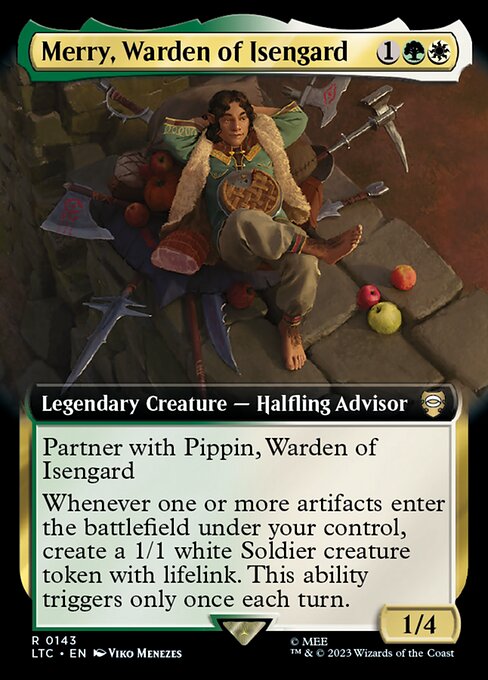 Merry, Warden of Isengard 1
Legendary Creature — Halfling Advisor
Partner with Pippin, Warden of
Isengard
Whenever one or more artifacts enter
the battlefield under your control,
create a 1/1 white Soldier creature
token with lifelink. This ability
triggers only once each turn.
1/4
R 0143
LTC • EN Viko Menezes
© MEE
™ & © 2023 Wizards of the Coast